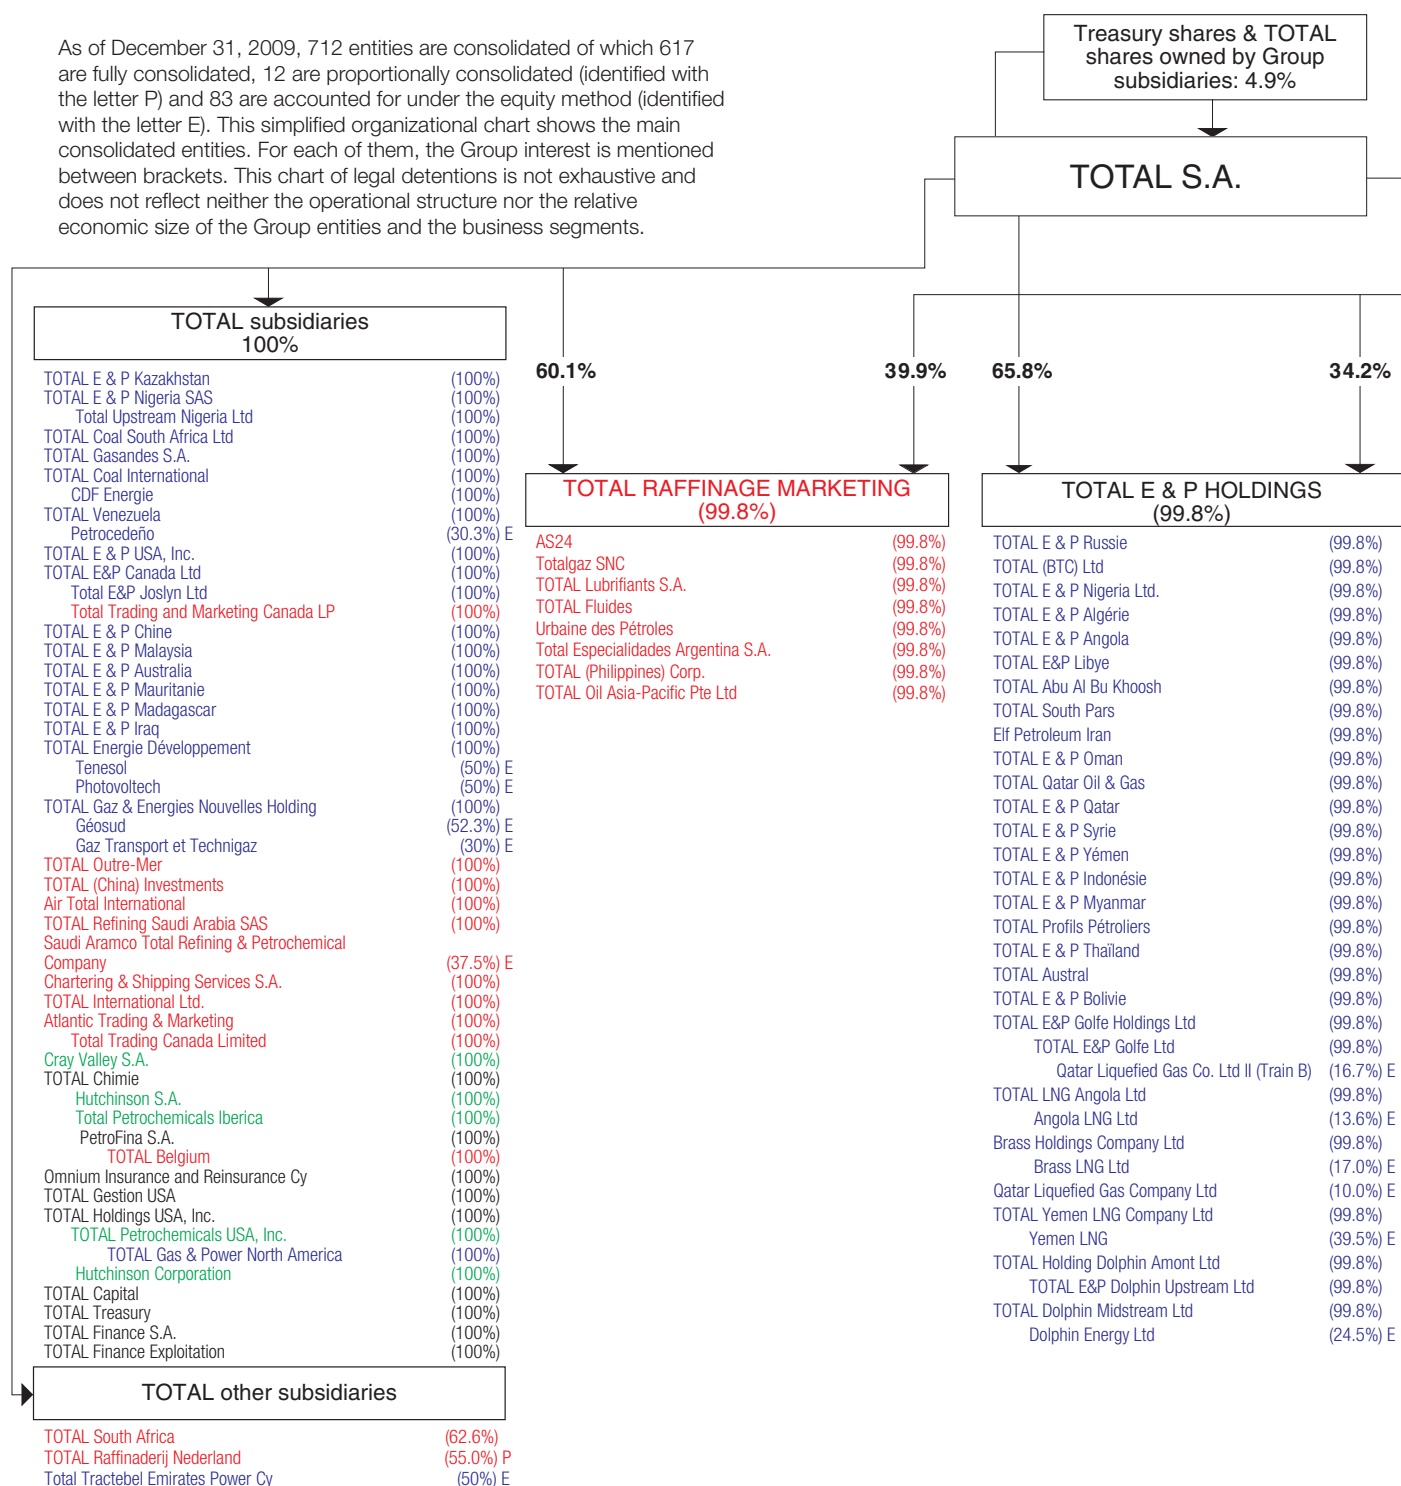 As of December 31, 2009, 712 entities are consolidated of which 617
are fully consolidated, 12 are proportionally consolidated (identified with
the letter P) and 83 are accounted for under the equity method (identified
with the letter E). This simplified organizational chart shows the main
consolidated entities. For each of them, the Group interest is mentioned
between brackets. This chart of legal detentions is not exhaustive and
does not reflect neither the operational structure nor the relative
economic size of the Group entities and the business segments.
Treasury shares & TOTAL
shares owned by Group
subsidiaries: 4.9%
TOTAL S.A.
TOTAL subsidiaries
100%
TOTAL E & P Kazakhstan (100%)
TOTAL E & P Nigeria SAS (100%)
Total Upstream Nigeria Ltd (100%)
TOTAL Coal South Africa Ltd (100%)
TOTAL Gasandes S.A. (100%)
TOTAL Coal International (100%)
CDF Energie (100%)
TOTAL Venezuela (100%)
Petrocedeño (30.3%) E
TOTAL E & P USA, Inc. (100%)
TOTAL E&P Canada Ltd (100%)
Total E&P Joslyn Ltd (100%)
Total Trading and Marketing Canada LP (100%)
TOTAL E & P Chine (100%)
TOTAL E & P Malaysia (100%)
TOTAL E & P Australia (100%)
TOTAL E & P Mauritanie (100%)
TOTAL E & P Madagascar (100%)
TOTAL E & P Iraq (100%)
TOTAL Energie Développement (100%)
Tenesol (50%) E
Photovoltech (50%) E
TOTAL Gaz & Energies Nouvelles Holding (100%)
Géosud (52.3%) E
Gaz Transport et Technigaz (30%) E
TOTAL Outre-Mer (100%)
TOTAL (China) Investments (100%)
Air Total International (100%)
TOTAL Refining Saudi Arabia SAS (100%)
Saudi Aramco Total Refining & Petrochemical
Company (37.5%) E
Chartering & Shipping Services S.A. (100%)
TOTAL International Ltd. (100%)
Atlantic Trading & Marketing (100%)
Total Trading Canada Limited (100%)
Cray Valley S.A. (100%)
TOTAL Chimie (100%)
Hutchinson S.A. (100%)
Total Petrochemicals Iberica (100%)
PetroFina S.A. (100%)
TOTAL Belgium (100%)
Omnium Insurance and Reinsurance Cy (100%)
TOTAL Gestion USA (100%)
TOTAL Holdings USA, Inc. (100%)
TOTAL Petrochemicals USA, Inc. (100%)
TOTAL Gas & Power North America (100%)
Hutchinson Corporation (100%)
TOTAL Capital (100%)
TOTAL Treasury (100%)
TOTAL Finance S.A. (100%)
TOTAL Finance Exploitation (100%)
TOTAL other subsidiaries
TOTAL South Africa (62.6%)
TOTAL Raffinaderij Nederland (55.0%) P
Total Tractebel Emirates Power Cy (50%) E
60.1% 39.9%
TOTAL RAFFINAGE MARKETING
(99.8%)
AS24 (99.8%)
Totalgaz SNC (99.8%)
TOTAL Lubrifiants S.A. (99.8%)
TOTAL Fluides (99.8%)
Urbaine des Pétroles (99.8%)
Total Especialidades Argentina S.A. (99.8%)
TOTAL (Philippines) Corp. (99.8%)
TOTAL Oil Asia-Pacific Pte Ltd (99.8%)
65.8% 34.2%
TOTAL E & P HOLDINGS
(99.8%)
TOTAL E & P Russie (99.8%)
TOTAL (BTC) Ltd (99.8%)
TOTAL E & P Nigeria Ltd. (99.8%)
TOTAL E & P Algérie (99.8%)
TOTAL E & P Angola (99.8%)
TOTAL E&P Libye (99.8%)
TOTAL Abu Al Bu Khoosh (99.8%)
TOTAL South Pars (99.8%)
Elf Petroleum Iran (99.8%)
TOTAL E & P Oman (99.8%)
TOTAL Qatar Oil & Gas (99.8%)
TOTAL E & P Qatar (99.8%)
TOTAL E & P Syrie (99.8%)
TOTAL E & P Yémen (99.8%)
TOTAL E & P Indonésie (99.8%)
TOTAL E & P Myanmar (99.8%)
TOTAL Profils Pétroliers (99.8%)
TOTAL E & P Thaïland (99.8%)
TOTAL Austral (99.8%)
TOTAL E & P Bolivie (99.8%)
TOTAL E&P Golfe Holdings Ltd (99.8%)
TOTAL E&P Golfe Ltd (99.8%)
Qatar Liquefied Gas Co. Ltd II (Train B) (16.7%) E
TOTAL LNG Angola Ltd (99.8%)
Angola LNG Ltd (13.6%) E
Brass Holdings Company Ltd (99.8%)
Brass LNG Ltd (17.0%) E
Qatar Liquefied Gas Company Ltd (10.0%) E
TOTAL Yemen LNG Company Ltd (99.8%)
Yemen LNG (39.5%) E
TOTAL Holding Dolphin Amont Ltd (99.8%)
TOTAL E&P Dolphin Upstream Ltd (99.8%)
TOTAL Dolphin Midstream Ltd (99.8%)
Dolphin Energy Ltd (24.5%) E